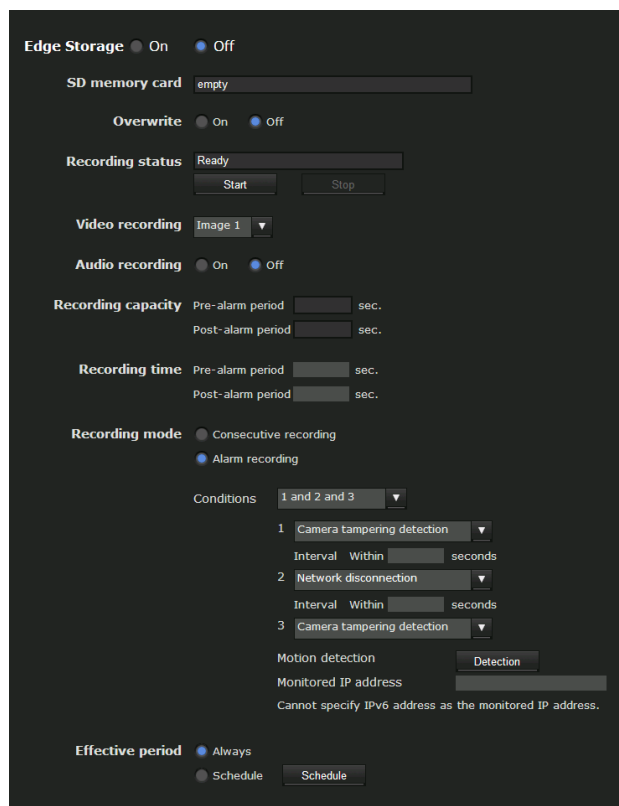 Edge Storage On Off
SD memory card empty
Overwrite On Off
Recording status Ready
Start Stop
Video recording Image 1
Audio recording On Off
Recording capacity Pre-alarm period sec.
Post-alarm period sec.
Recording time Pre-alarm period sec.
Post-alarm period sec.
Recording mode Consecutive recording
Alarm recording
Conditions 1 and 2 and 3
1 Camera tampering detection
Interval Within seconds
2 Network disconnection
Interval Within seconds
3 Camera tampering detection
Motion detection Detection
Monitored IP address
Cannot specify IPv6 address as the monitored IP address.
Effective period Always
Schedule Schedule